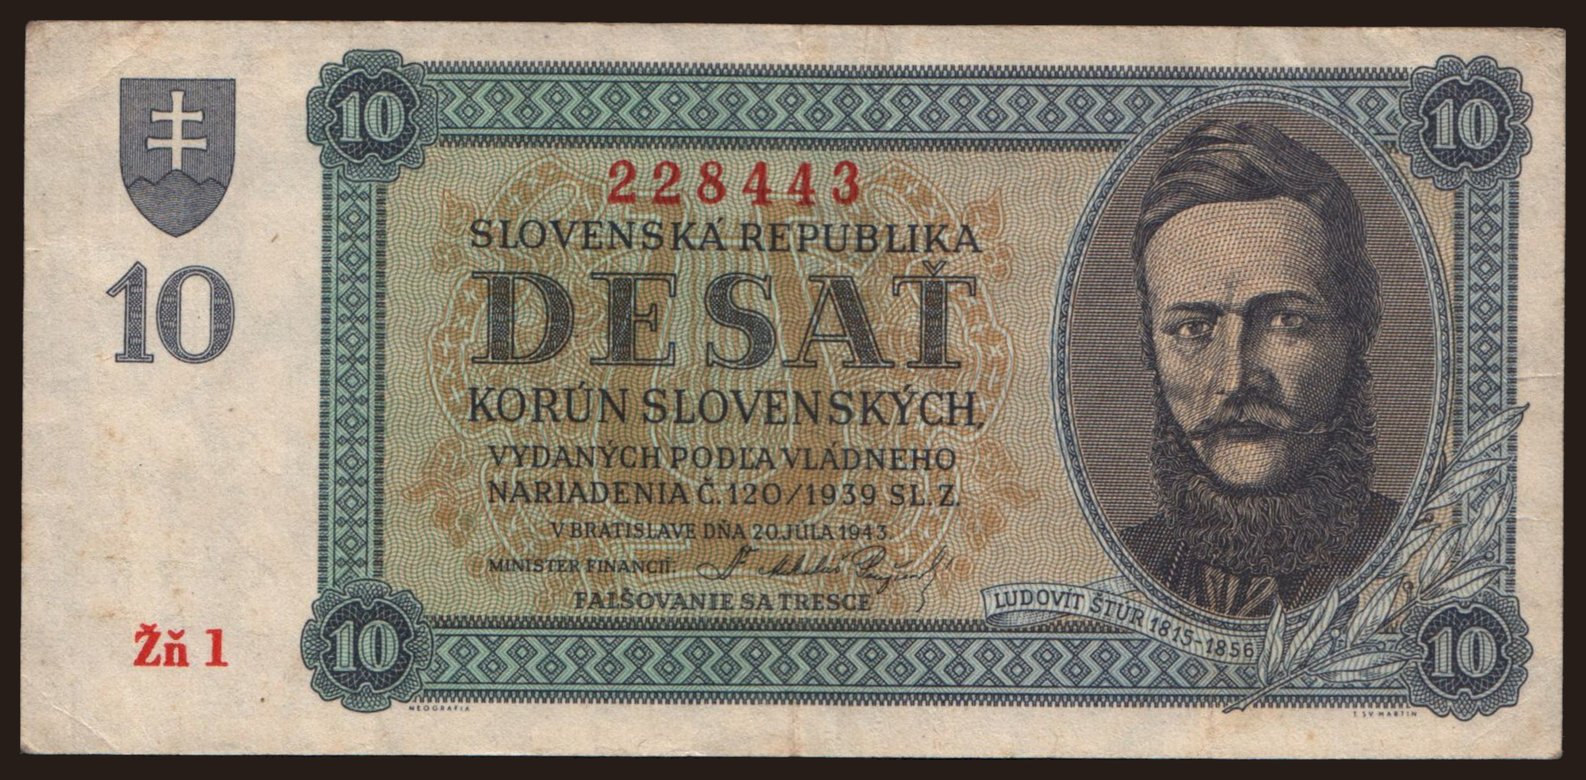 10
10
228443
SLOVENSKÁ REPUBLIKA
10
DESAŤ
KORÚN SLOVENSKÝCH,
VYDANÝCH PODĽA VLÁDNEHO
NARIADENIA Č. 120/1939 SL. Z.
V BRATISLAVE DŇA 20. JÚLA 1943.
MINISTER FINANCIÍ:
FALŠOVANIE SA TRESCE
ĽUDOVÍT ŠTÚR 1815-1856
Žň 1
10
10
NEOGRAFIA
T. SV. MARTIN